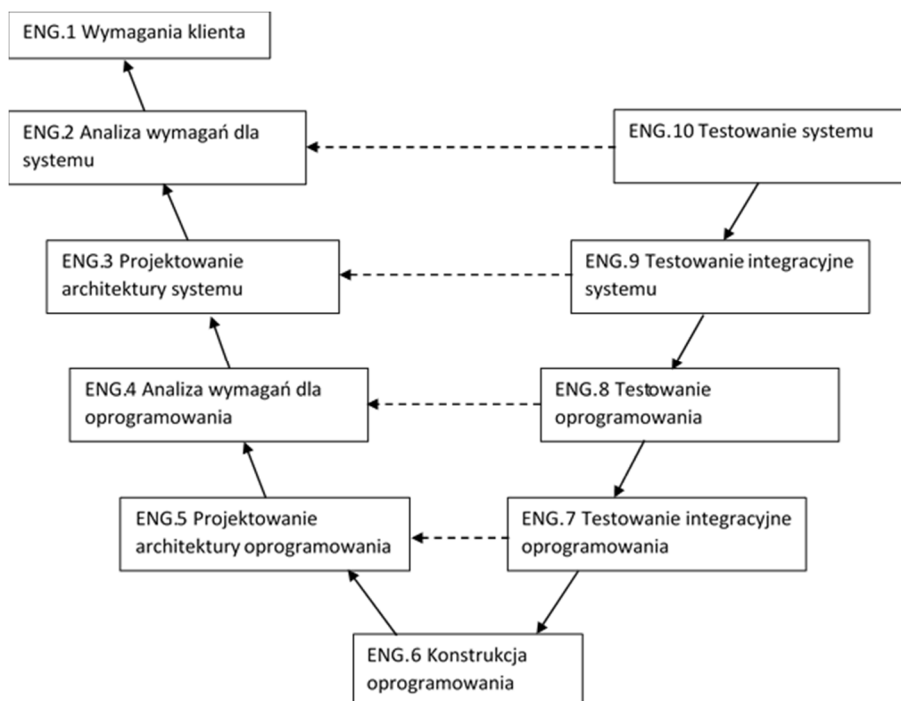 ENG.1 Wymagania klienta
ENG.2 Analiza wymagań dla
systemu
ENG.10 Testowanie systemu
ENG.3 Projektowanie
architektury systemu
ENG.9 Testowanie integracyjne
systemu
ENG.4 Analiza wymagań dla
oprogramowania
ENG.8 Testowanie
oprogramowania
ENG.5 Projektowanie
architektury oprogramowania
ENG.7 Testowanie integracyjne
oprogramowania
ENG.6 Konstrukcja
oprogramowania